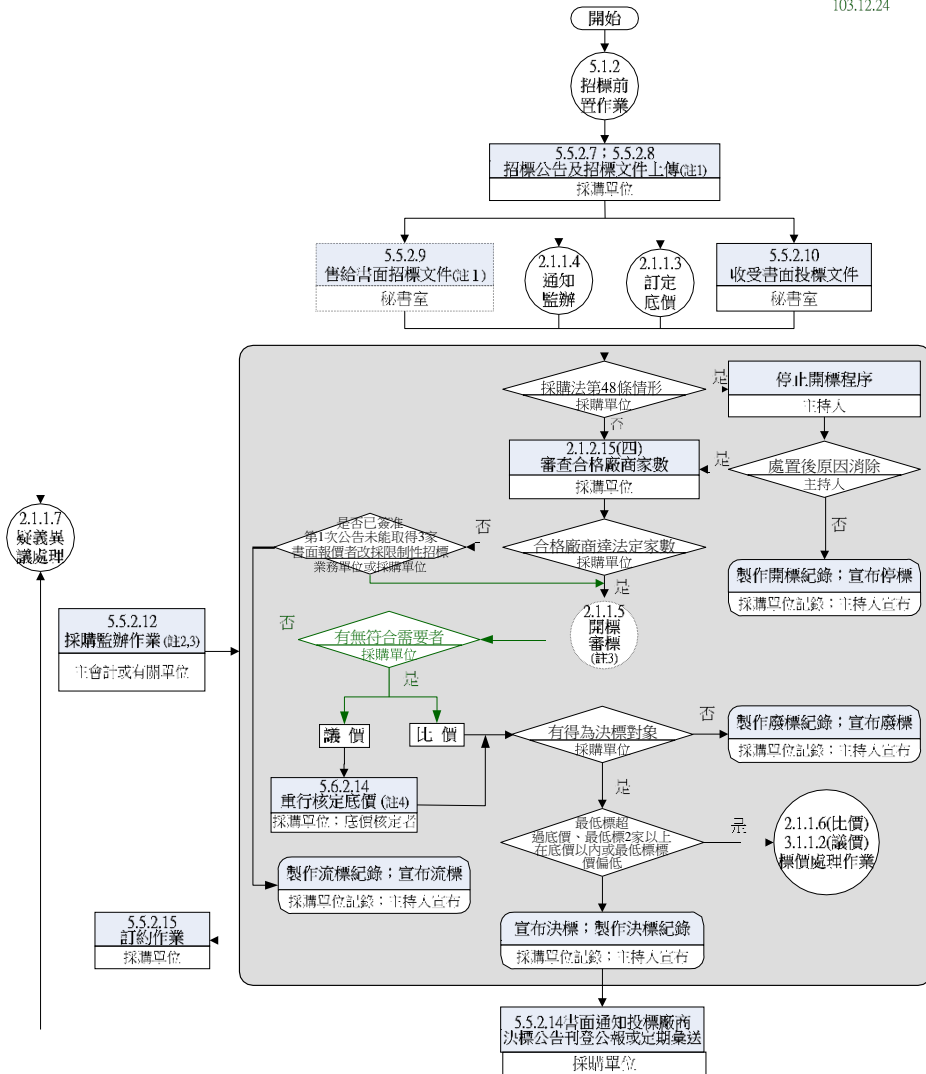 103.12.24
開始
5.1.2
招標前
置作業
5.5.2.7；5.5.2.8
招標公告及招標文件上傳(註1)
採購單位
5.5.2.9
售給書面招標文件(註1)
秘書室
2.1.1.4
通知
監辦
2.1.1.3
訂定
底價
5.5.2.10
收受書面投標文件
秘書室
採購法第48條情形
採購單位
是
停止開標程序
主持人
否
2.1.2.15(四)
審查合格廠商家數
採購單位
是
處置後原因消除
主持人
否
製作開標紀錄；宣布停標
採購單位記錄；主持人宣布
2.1.1.7
疑義異
議處理
是否已簽准
第1次公告未能取得3家
書面報價者改採限制性招標
業務單位或採購單位
否
合格廠商達法定家數
採購單位
是
2.1.1.5
開標
審標
(註3)
5.5.2.12
採購監辦作業(註2,3)
主會計或有關單位
否
有無符合需要者
採購單位
是
議價
比價
有得為決標對象
採購單位
否
製作廢標紀錄；宣布廢標
採購單位記錄；主持人宣布
5.6.2.14
重行核定底價(註4)
採購單位；底價核定者
是
最低標超
過底價、最低標2家以上
在底價以內或最低標標
價偏低
是
2.1.1.6(比價)
3.1.1.2(議價)
標價處理作業
製作流標紀錄；宣布流標
採購單位記錄；主持人宣布
宣布決標；製作決標紀錄
採購單位記錄；主持人宣布
5.5.2.15
訂約作業
採購單位
5.5.2.14書面通知投標廠商
決標公告刊登公報或定期彙送
採購單位